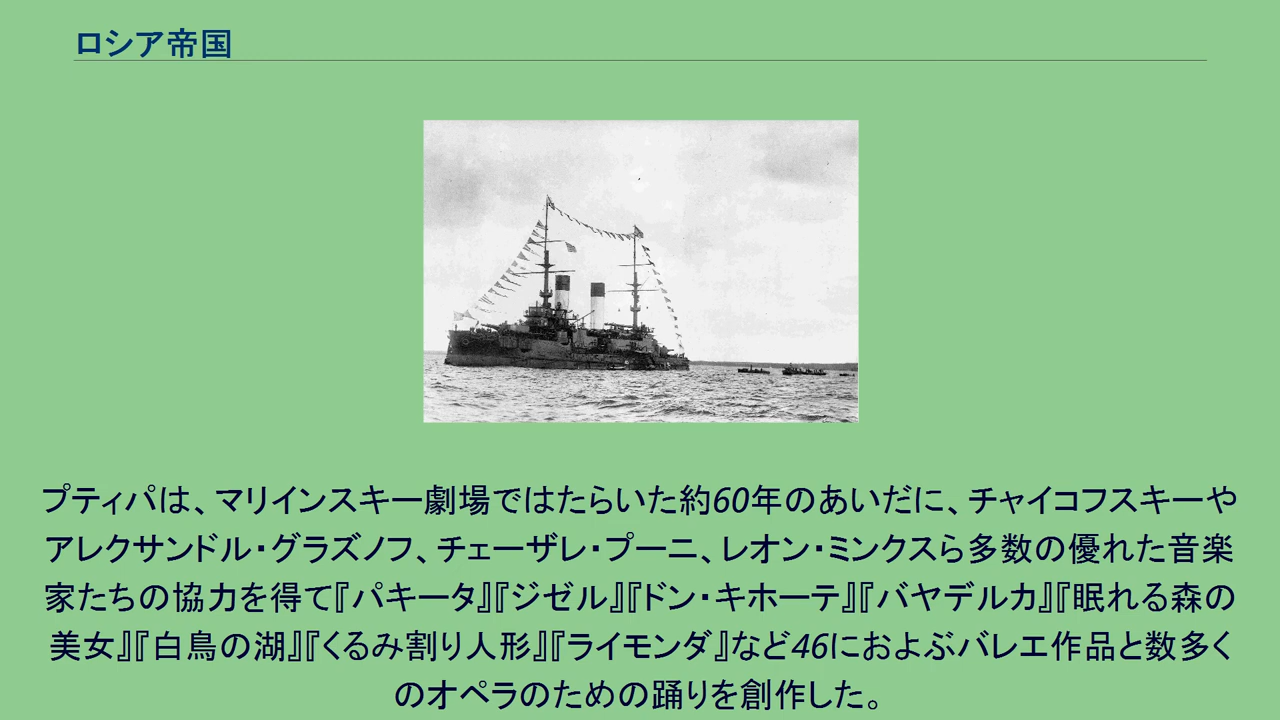 ロシア帝国
プティパは、マリインスキー劇場ではたらいた約60年のあいだに、チャイコフスキーや
アレクサンドル・グラズノフ、チェーザレ・プーニ、レオン・ミンクスら多数の優れた音楽
家たちの協力を得て『パキータ』『ジゼル』『ドン・キホーテ』『バヤデルカ』『眠れる森の
美女』『白鳥の湖』『くるみ割り人形』『ライモンダ』など46におよぶバレエ作品と数多く
のオペラのための踊りを創作した。